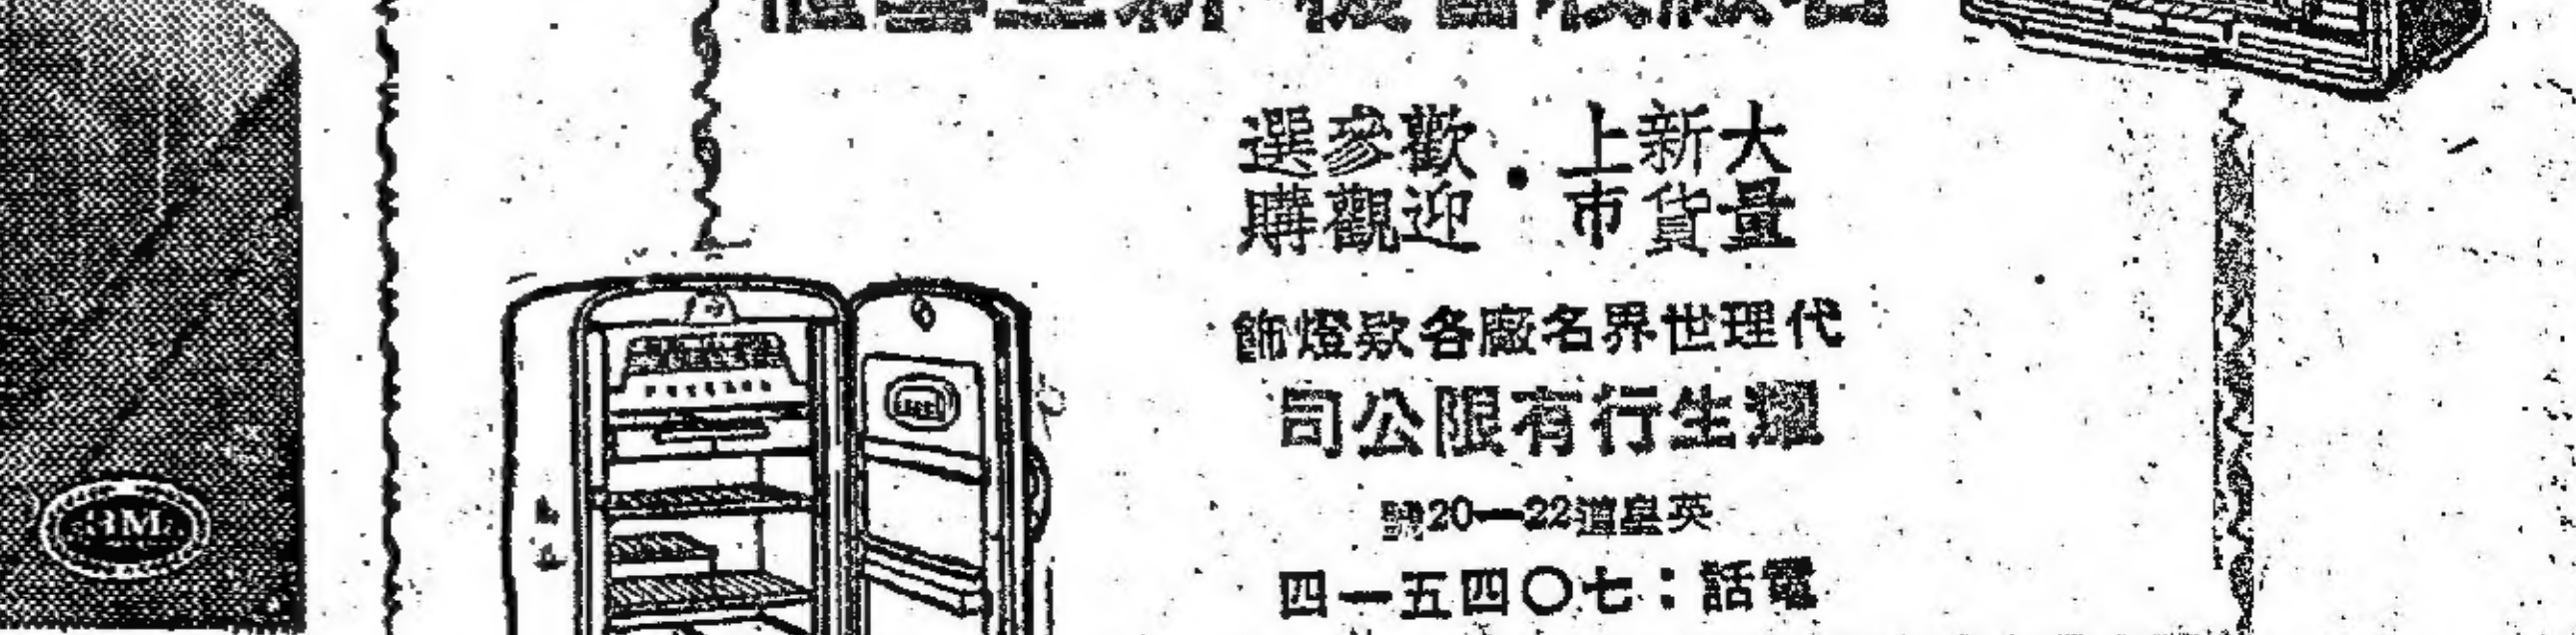 大量新貨上市・歡迎參觀選購
代理世界名廠各欵燈飾
耀生行有限公司
英皇道22—20號
電話：七〇四五一四